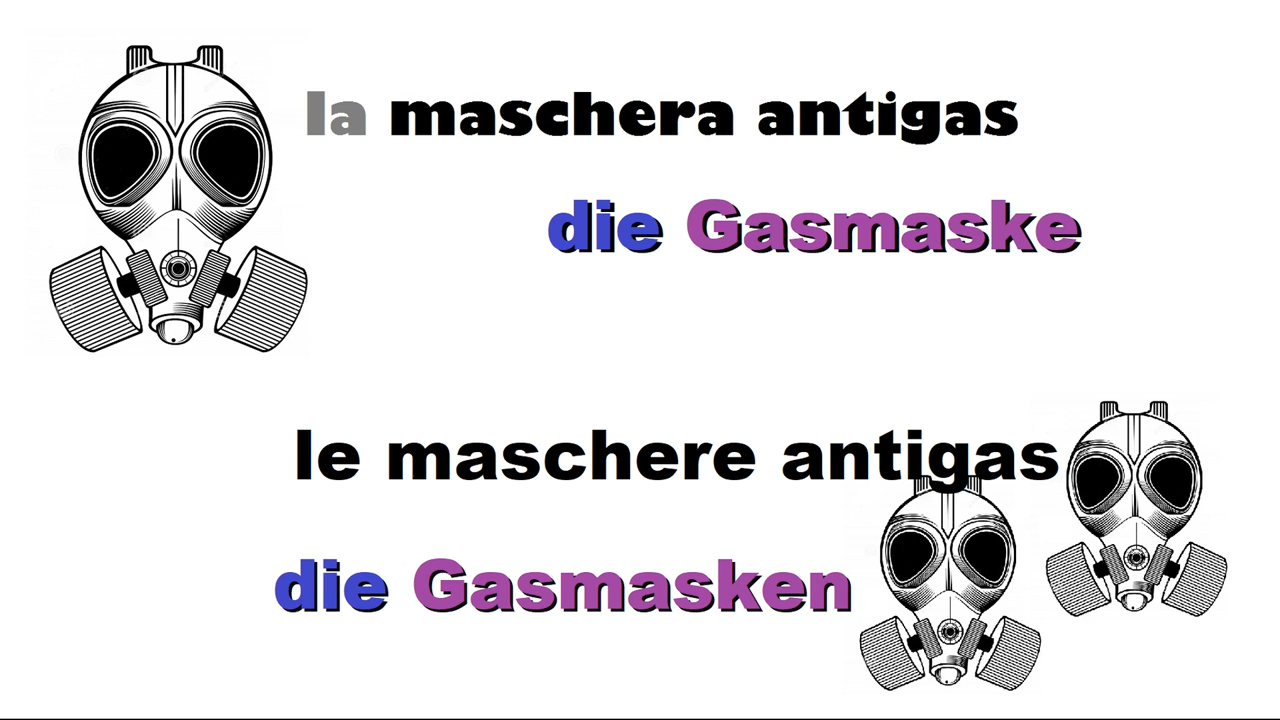 la maschera antigas
die Gasmaske
le maschere antigas
die Gasmasken